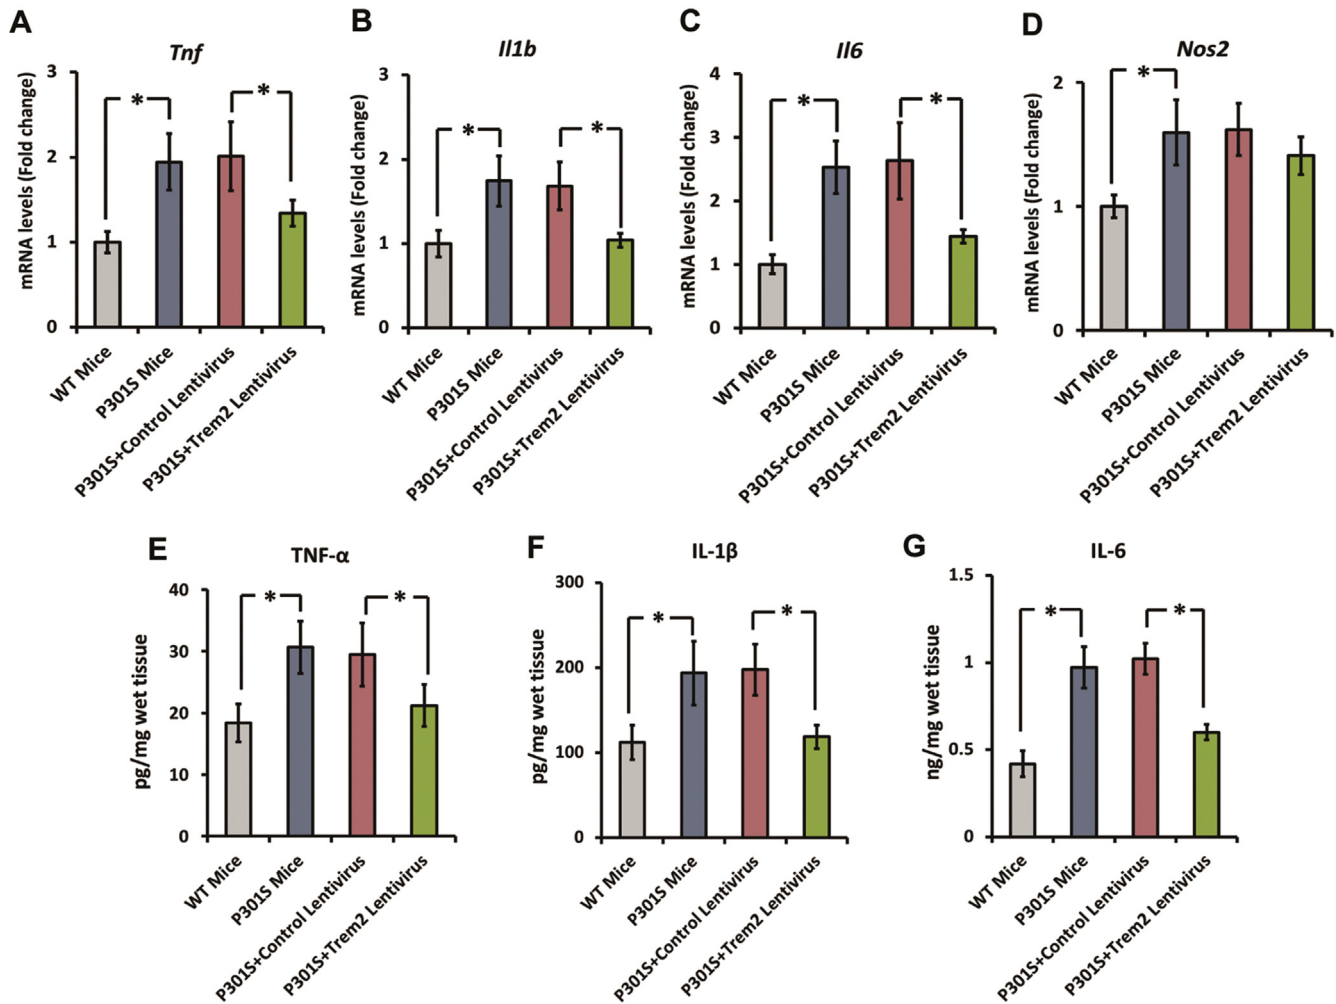 A
Tnf
mRNA levels (Fold change)
3
2
1
0
*
*
WT Mice
P301S Mice
P301S+Control Lentivirus
P301S+Trem2 Lentivirus
B
Il1b
mRNA levels (Fold change)
3
2
1
0
*
*
WT Mice
P301S Mice
P301S+Control Lentivirus
P301S+Trem2 Lentivirus
C
Il6
mRNA levels (Fold change)
4
3
2
1
0
*
*
WT Mice
P301S Mice
P301S+Control Lentivirus
P301S+Trem2 Lentivirus
D
Nos2
mRNA levels (Fold change)
2
1
0
*
WT Mice
P301S Mice
P301S+Control Lentivirus
P301S+Trem2 Lentivirus
E
TNF-α
pg/mg wet tissue
40
30
20
10
0
*
*
WT Mice
P301S Mice
P301S+Control Lentivirus
P301S+Trem2 Lentivirus
F
IL-1β
pg/mg wet tissue
300
200
100
0
*
*
WT Mice
P301S Mice
P301S+Control Lentivirus
P301S+Trem2 Lentivirus
G
IL-6
ng/mg wet tissue
1.5
1
0.5
0
*
*
WT Mice
P301S Mice
P301S+Control Lentivirus
P301S+Trem2 Lentivirus